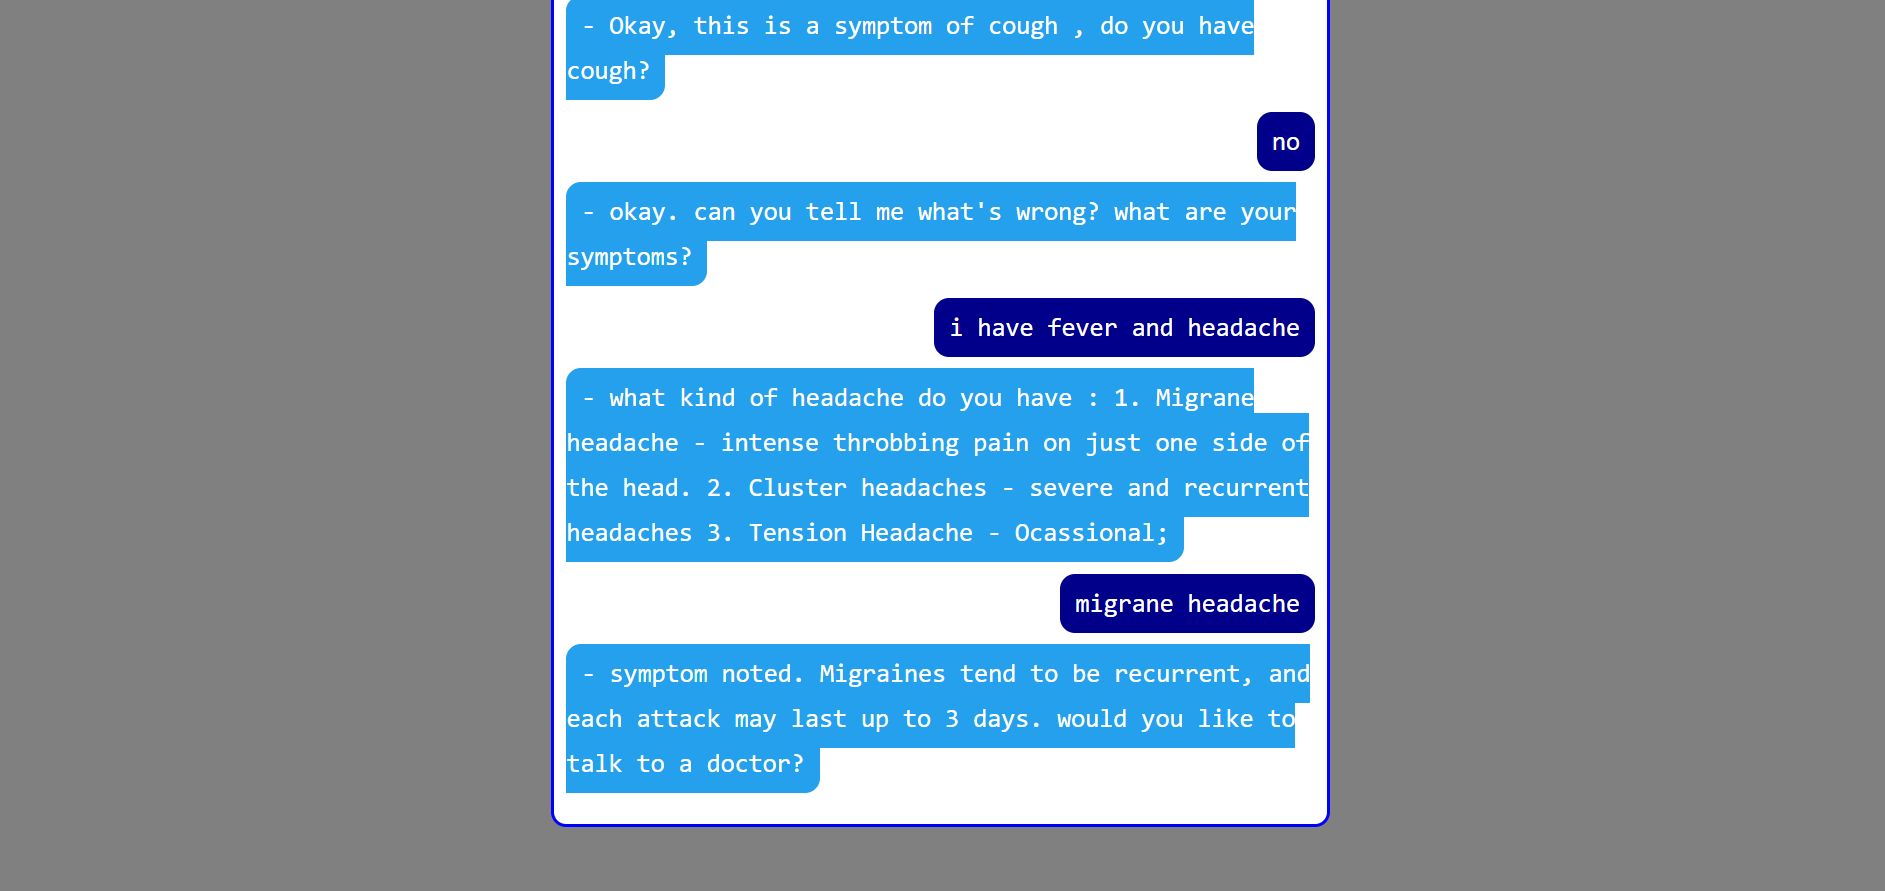 - Okay, this is a symptom of cough , do you have
cough?
no
- okay. can you tell me what's wrong? what are your
symptoms?
i have fever and headache
- what kind of headache do you have : 1. Migrane
headache - intense throbbing pain on just one side of
the head. 2. Cluster headaches - severe and recurrent
headaches 3. Tension Headache - Ocassional;
migrane headache
- symptom noted. Migraines tend to be recurrent, and
each attack may last up to 3 days. would you like to
talk to a doctor?